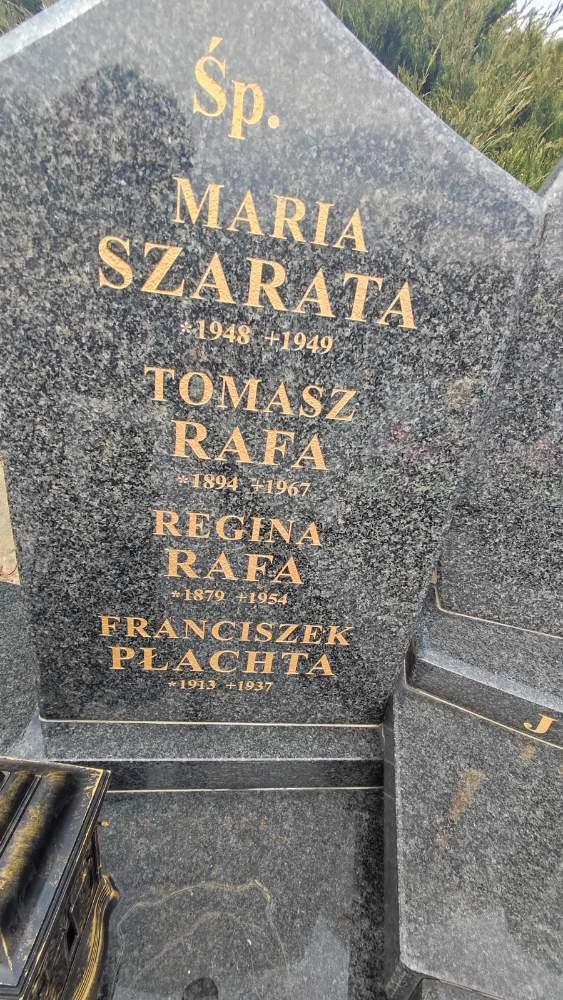 Śp.
MARIA
SZARATA
*1948 +1949
TOMASZ
RAFA
*1894 +1967
REGINA
RAFA
*1879 +1954
FRANCISZEK
PŁACHTA
*1913 +1937
J